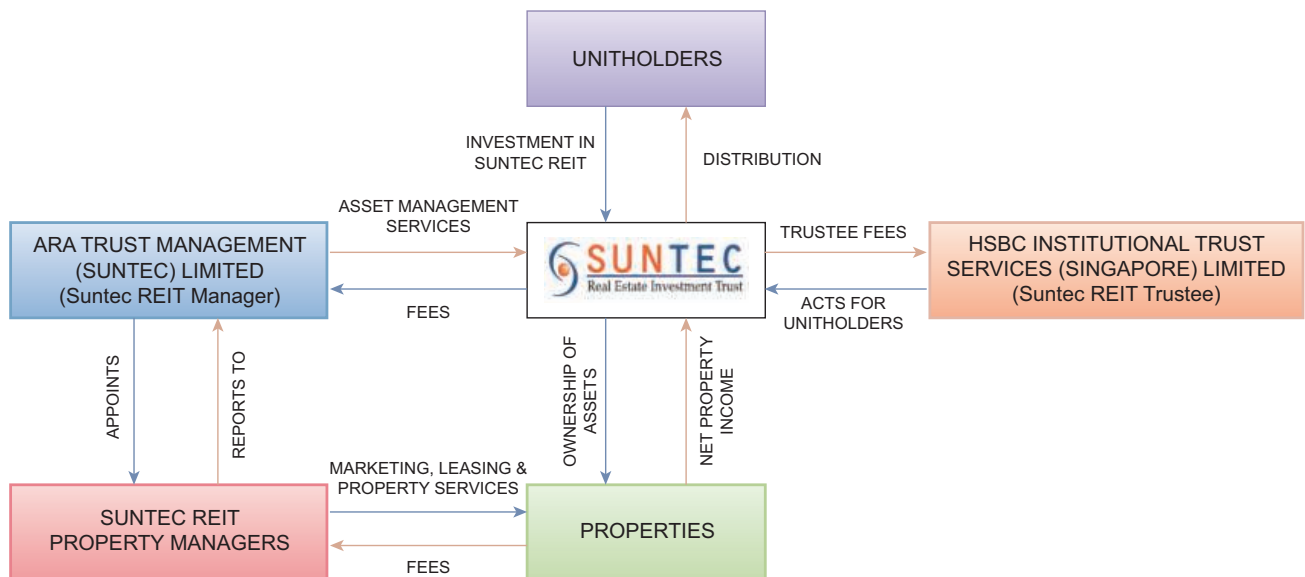 UNITHOLDERS
INVESTMENT IN
SUNTEC REIT
DISTRIBUTION
ARA TRUST MANAGEMENT
(SUNTEC) LIMITED
(Suntec REIT Manager)
ASSET MANAGEMENT
SERVICES
FEES
SUNTEC
Real Estate Investment Trust
TRUSTEE FEES
ACTS FOR
UNITHOLDERS
HSBC INSTITUTIONAL TRUST
SERVICES (SINGAPORE) LIMITED
(Suntec REIT Trustee)
APPOINTS
REPORTS TO
OWNERSHIP OF
ASSETS
NET PROPERTY
INCOME
SUNTEC REIT
PROPERTY MANAGERS
MARKETING, LEASING &
PROPERTY SERVICES
FEES
PROPERTIES